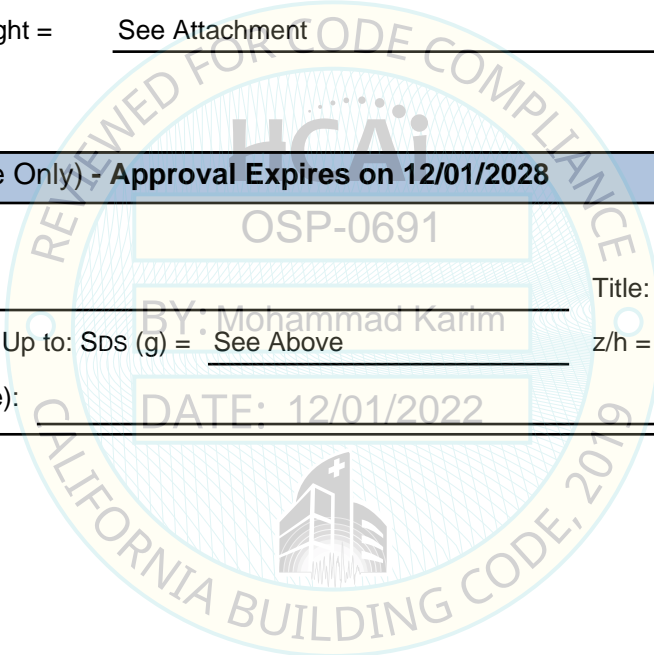 ght = See Attachment
REVIEWED FOR CODE COMPLIANCE
HCAi
e Only) - Approval Expires on 12/01/2028
OSP-0691
Title:
BY: Mohammad Karim
Up to: SDS (g) = See Above z/h =
e):
DATE: 12/01/2022
CALIFORNIA BUILDING CODE, 2019